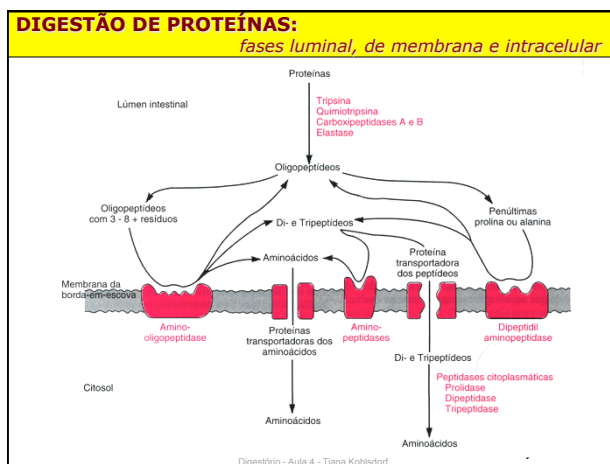 DIGESTÃO DE PROTEÍNAS:
fases luminal, de membrana e intracelular
Proteínas
Lúmen intestinal
Tripsina
Quimiotripsina
Carboxipeptidases A e B
Elastase
Oligopeptídeos
Oligopeptídeos
com 3 - 8 + resíduos
Penúltimas
prolina ou alanina
Di- e Tripeptídeos
Aminoácidos
Proteína
transportadora
dos peptídeos
Membrana da
borda-em-escova
Amino-
oligopeptidase
Proteínas
transportadoras dos
aminoácidos
Amino-
peptidases
Dipeptidil
aminopeptidase
Di- e Tripeptídeos
Citosol
Peptidases citoplasmáticas
Prolidase
Dipeptidase
Tripeptidase
Aminoácidos
Aminoácidos
Digestório - Aula 4 - Tiana Kohlsdorf